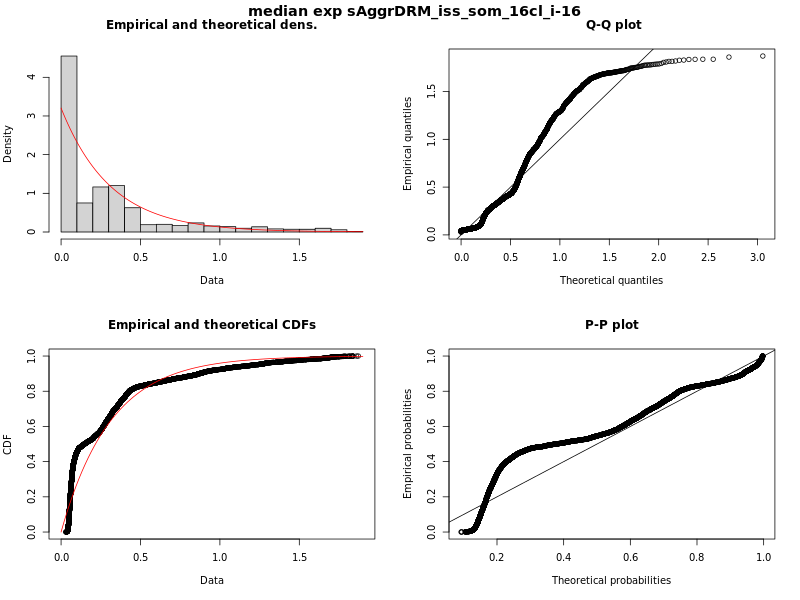 median exp sAggrDRM_iss_som_16cl_i-16
Empirical and theoretical dens.
Density
0 1 2 3 4
0.0 0.5 1.0 1.5
Data
Q-Q plot
Empirical quantiles
0.0 0.5 1.0 1.5
0.0 0.5 1.0 1.5 2.0 2.5 3.0
Theoretical quantiles
Empirical and theoretical CDFs
CDF
0.0 0.2 0.4 0.6 0.8 1.0
0.0 0.5 1.0 1.5
Data
P-P plot
Empirical probabilities
0.0 0.2 0.4 0.6 0.8 1.0
0.2 0.4 0.6 0.8 1.0
Theoretical probabilities